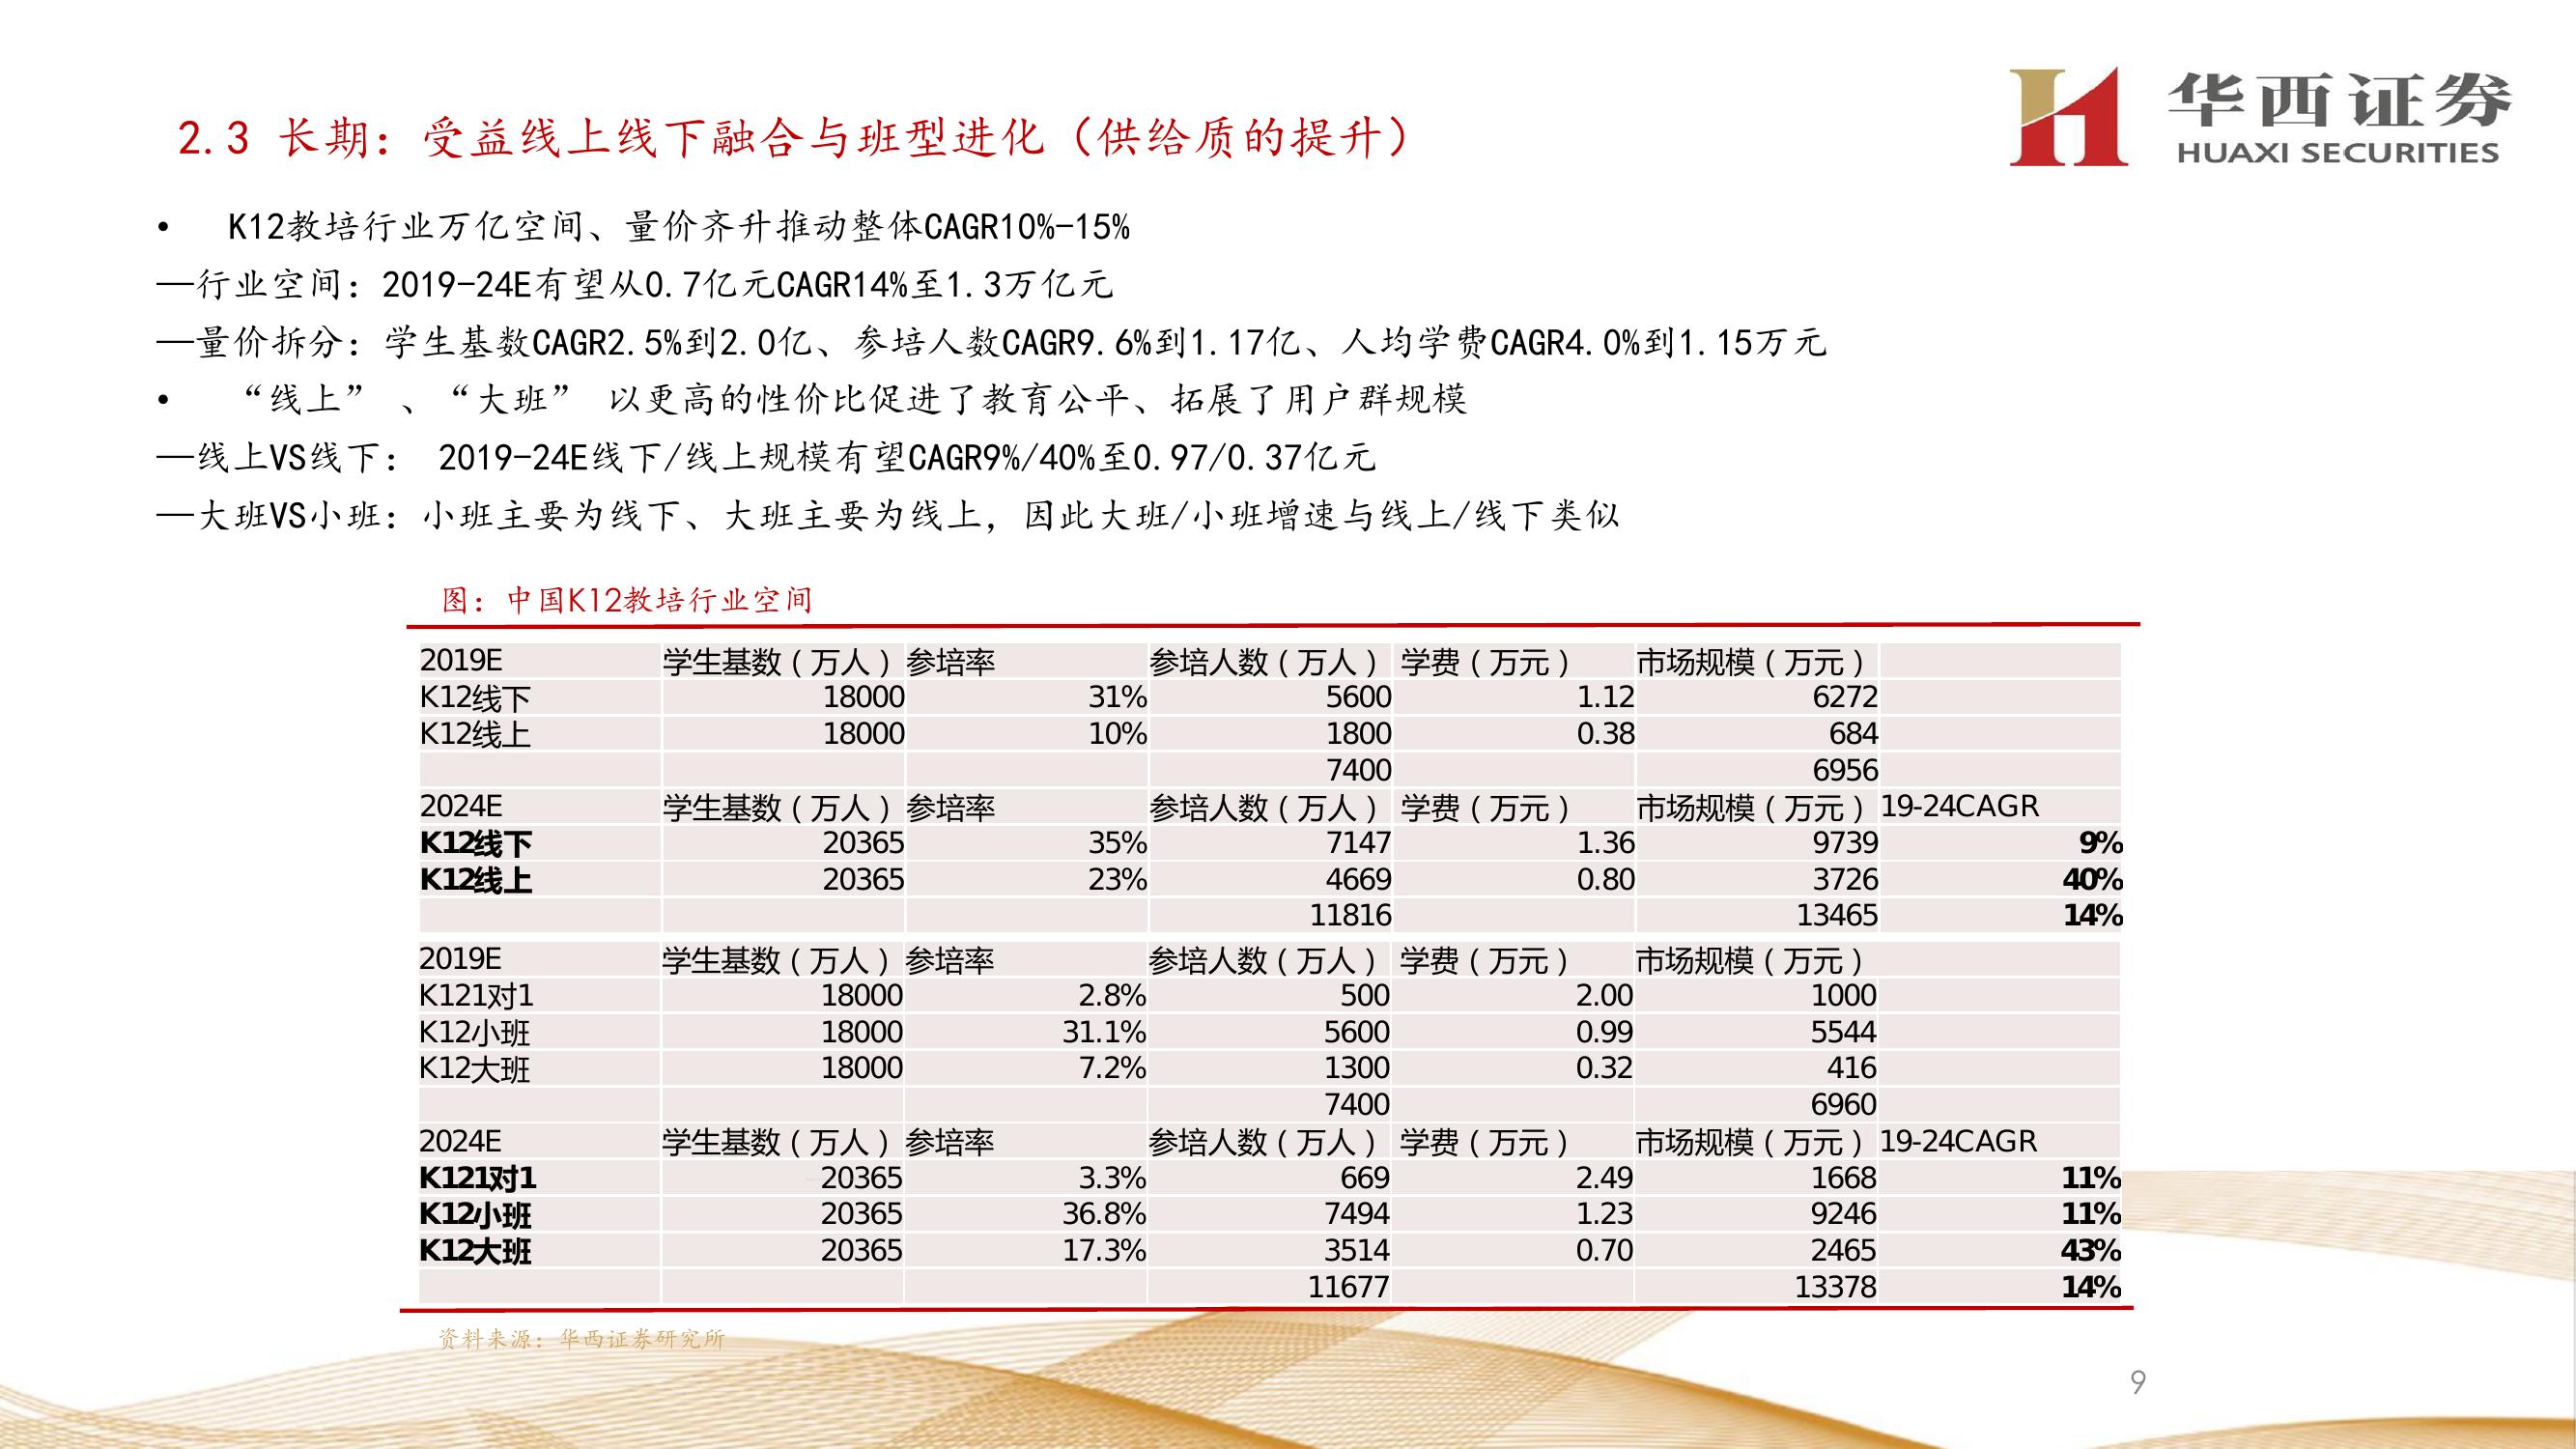 华西证券
HUAXI SECURITIES
2.3 长期：受益线上线下融合与班型进化（供给质的提升）
• K12教培行业万亿空间、量价齐升推动整体CAGR10%-15%
—行业空间：2019-24E有望从0.7亿元CAGR14%至1.3万亿元
—量价拆分：学生基数CAGR2.5%到2.0亿、参培人数CAGR9.6%到1.17亿、人均学费CAGR4.0%到1.15万元
• “线上”、“大班” 以更高的性价比促进了教育公平、拓展了用户群规模
—线上VS线下： 2019-24E线下/线上规模有望CAGR9%/40%至0.97/0.37亿元
—大班VS小班：小班主要为线下、大班主要为线上，因此大班/小班增速与线上/线下类似
图：中国K12教培行业空间
2019E 学生基数（万人） 参培率 参培人数（万人） 学费（万元） 市场规模（万元）
K12线下 18000 31% 5600 1.12 6272
K12线上 18000 10% 1800 0.38 684
7400 6956
2024E 学生基数（万人） 参培率 参培人数（万人） 学费（万元） 市场规模（万元） 19-24CAGR
K12线下 20365 35% 7147 1.36 9739 9%
K12线上 20365 23% 4669 0.80 3726 40%
11816 13465 14%
2019E 学生基数（万人） 参培率 参培人数（万人） 学费（万元） 市场规模（万元）
K121对1 18000 2.8% 500 2.00 1000
K12小班 18000 31.1% 5600 0.99 5544
K12大班 18000 7.2% 1300 0.32 416
7400 6960
2024E 学生基数（万人） 参培率 参培人数（万人） 学费（万元） 市场规模（万元） 19-24CAGR
K121对1 20365 3.3% 669 2.49 1668 11%
K12小班 20365 36.8% 7494 1.23 9246 11%
K12大班 20365 17.3% 3514 0.70 2465 43%
11677 13378 14%
资料来源：华西证券研究所
9